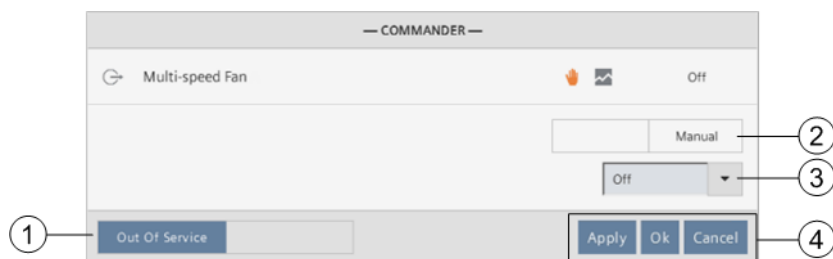 — COMMANDER —
Multi-speed Fan Off
Manual 2
Off 3
1 Out Of Service Apply Ok Cancel 4